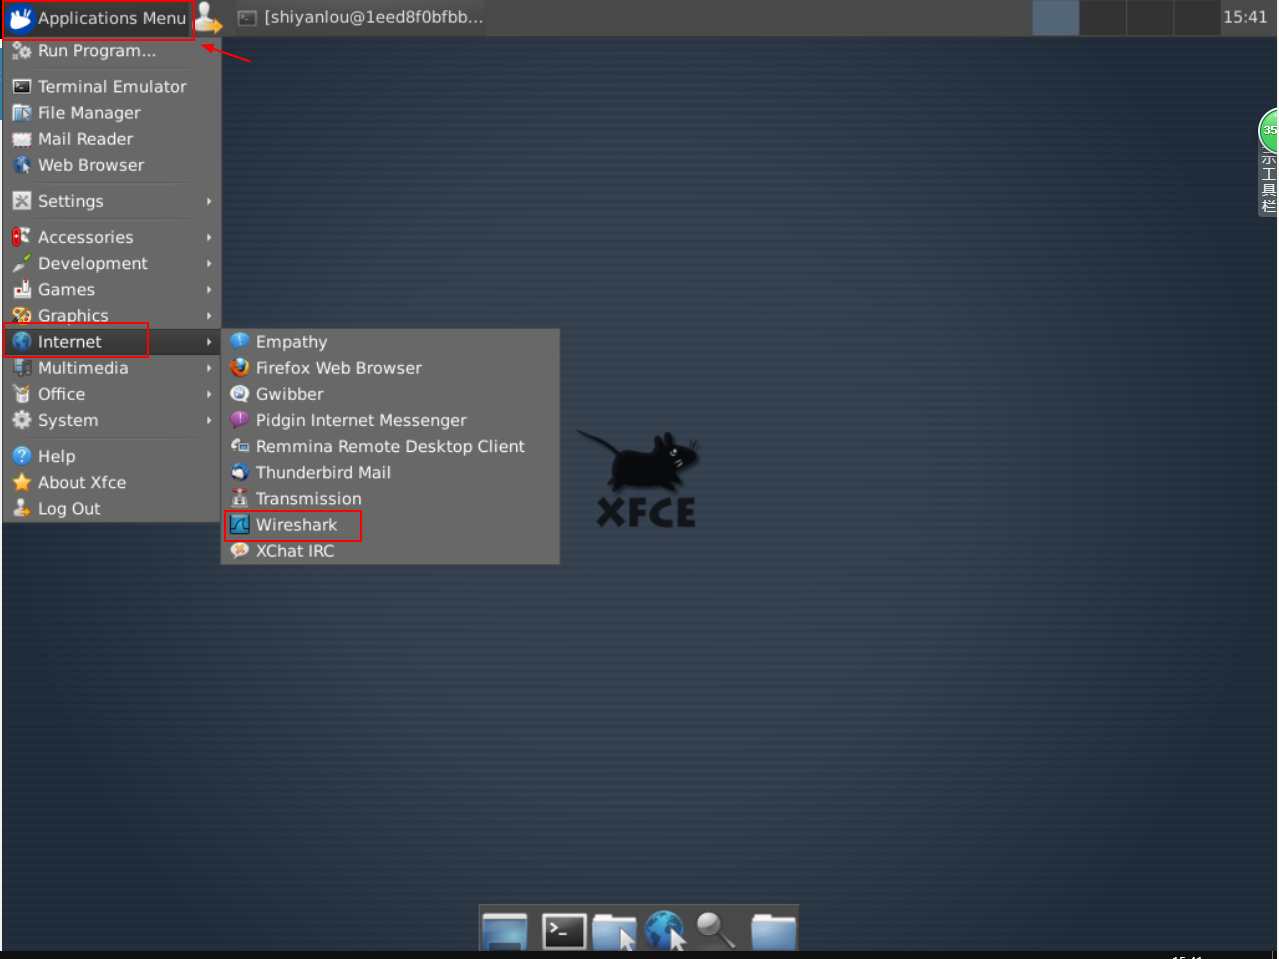 Applications Menu
[shiyanlou@1eed8f0bfbb...
15:41
Run Program...
Terminal Emulator
File Manager
Mail Reader
Web Browser
Settings
Accessories
Development
Games
Graphics
Internet
Multimedia
Office
System
Help
About Xfce
Log Out
Empathy
Firefox Web Browser
Gwibber
Pidgin Internet Messenger
Remmina Remote Desktop Client
Thunderbird Mail
Transmission
Wireshark
XChat IRC
XFCE
35
示工具栏